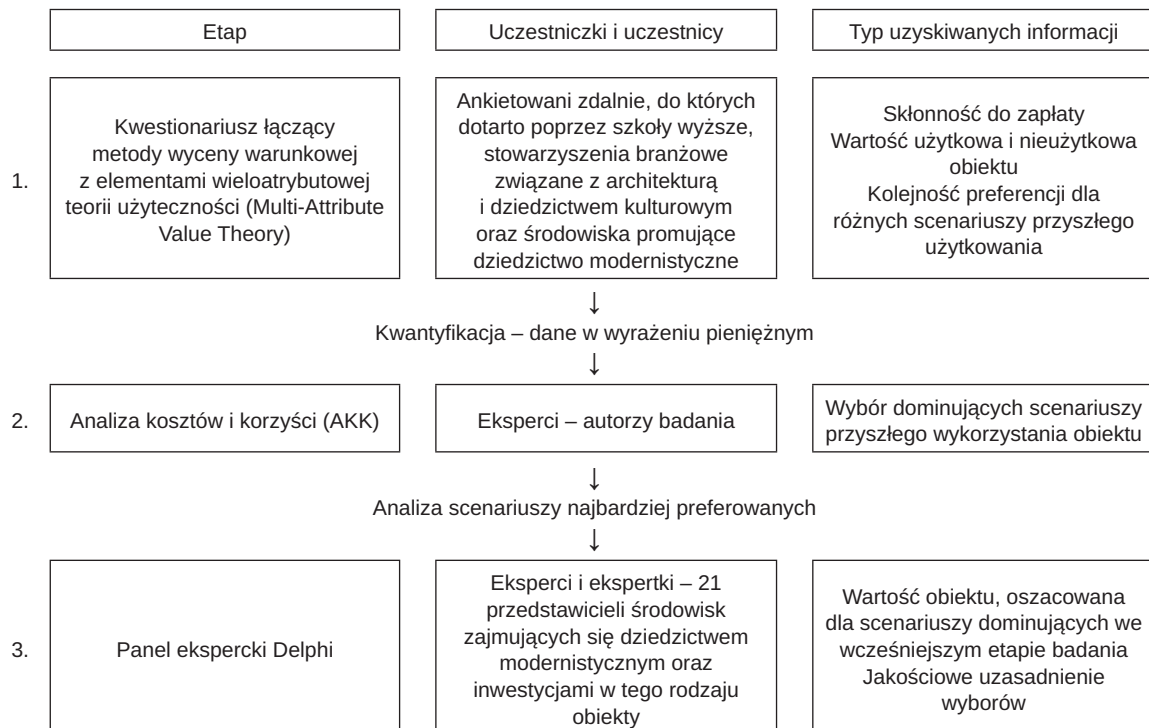 Etap
Uczestniczki i uczestnicy
Typ uzyskiwanych informacji
1.
Kwestionariusz łączący
metody wyceny warunkowej
z elementami wieloatrybutowej
teorii użyteczności (Multi-Attribute
Value Theory)
Ankietowani zdalnie, do których
dotarto poprzez szkoły wyższe,
stowarzyszenia branżowe
związane z architekturą
i dziedzictwem kulturowym
oraz środowiska promujące
dziedzictwo modernistyczne
Skłonność do zapłaty
Wartość użytkowa i nieużytkowa
obiektu
Kolejność preferencji dla
różnych scenariuszy przyszłego
użytkowania
↓
Kwantyfikacja – dane w wyrażeniu pieniężnym
↓
2.
Analiza kosztów i korzyści (AKK)
Eksperci – autorzy badania
Wybór dominujących scenariuszy
przyszłego wykorzystania obiektu
↓
Analiza scenariuszy najbardziej preferowanych
↓
3.
Panel ekspercki Delphi
Eksperci i ekspertki – 21
przedstawicieli środowisk
zajmujących się dziedzictwem
modernistycznym oraz
inwestycjami w tego rodzaju
obiekty
Wartość obiektu, oszacowana
dla scenariuszy dominujących we
wcześniejszym etapie badania
Jakościowe uzasadnienie
wyborów